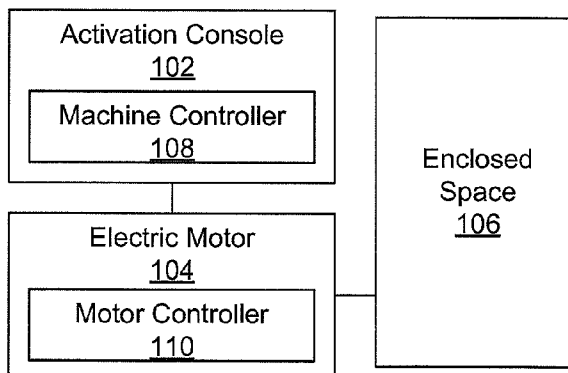 Activation Console
102
Machine Controller
108
Electric Motor
104
Motor Controller
110
Enclosed
Space
106